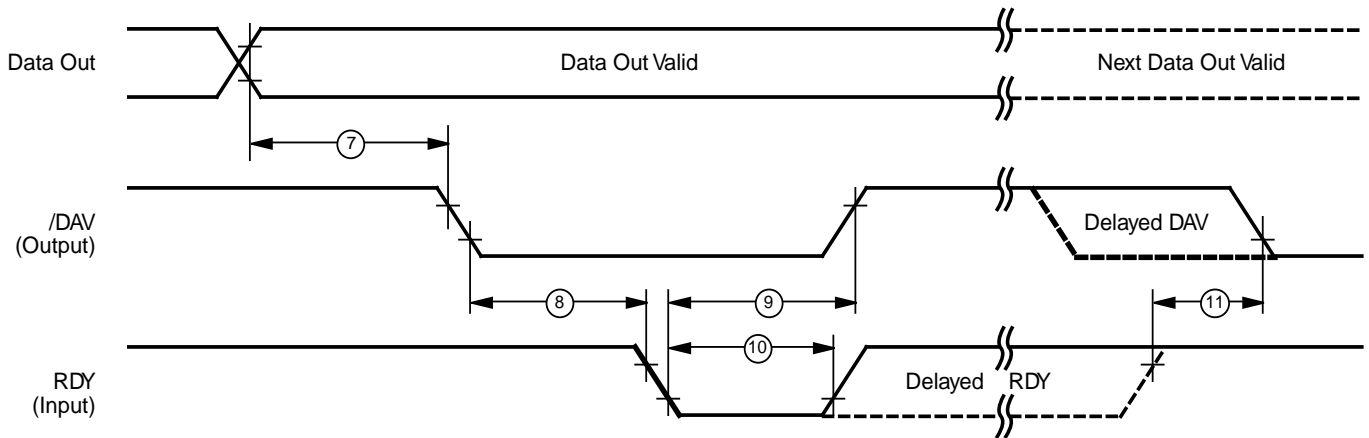 Data Out
Data Out Valid
Next Data Out Valid
7
/DAV
(Output)
Delayed DAV
8
9
11
10
RDY
(Input)
Delayed RDY